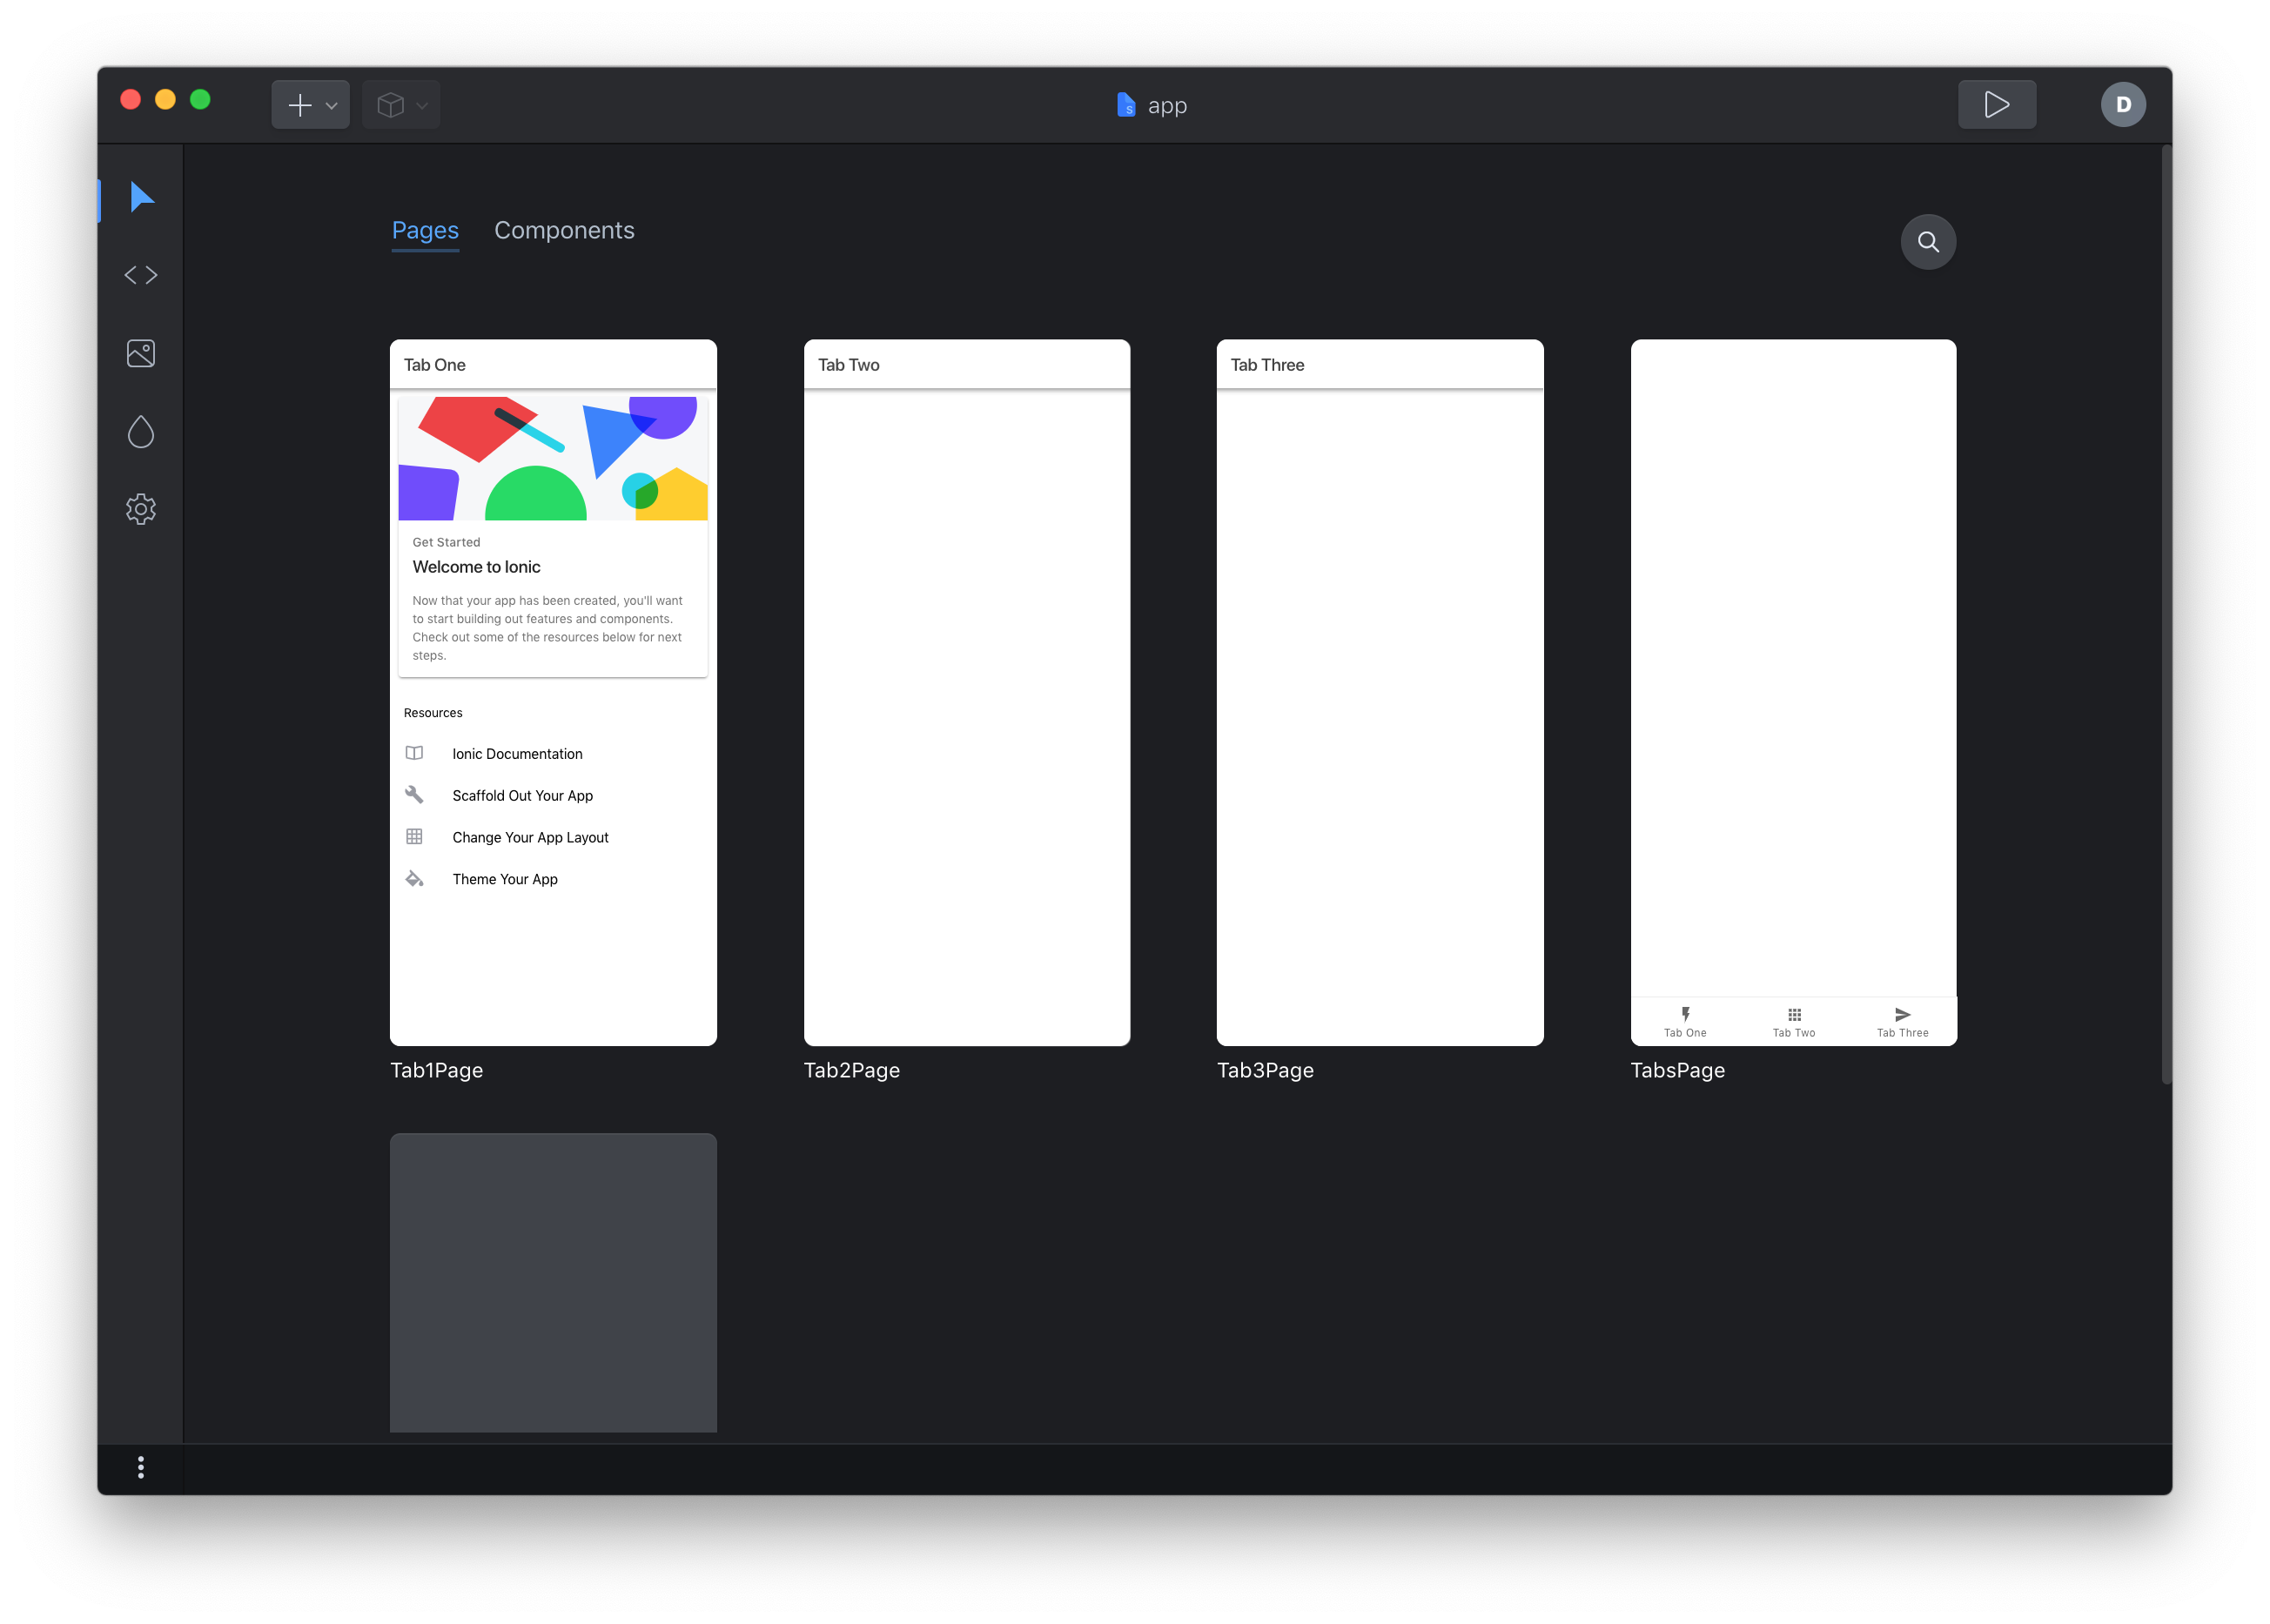 app
D
Pages Components
Tab One
Get Started
Welcome to Ionic
Now that your app has been created, you'll want
to start building out features and components.
Check out some of the resources below for next
steps.
Resources
Ionic Documentation
Scaffold Out Your App
Change Your App Layout
Theme Your App
Tab1Page
Tab Two
Tab2Page
Tab Three
Tab3Page
Tab One Tab Two Tab Three
TabsPage